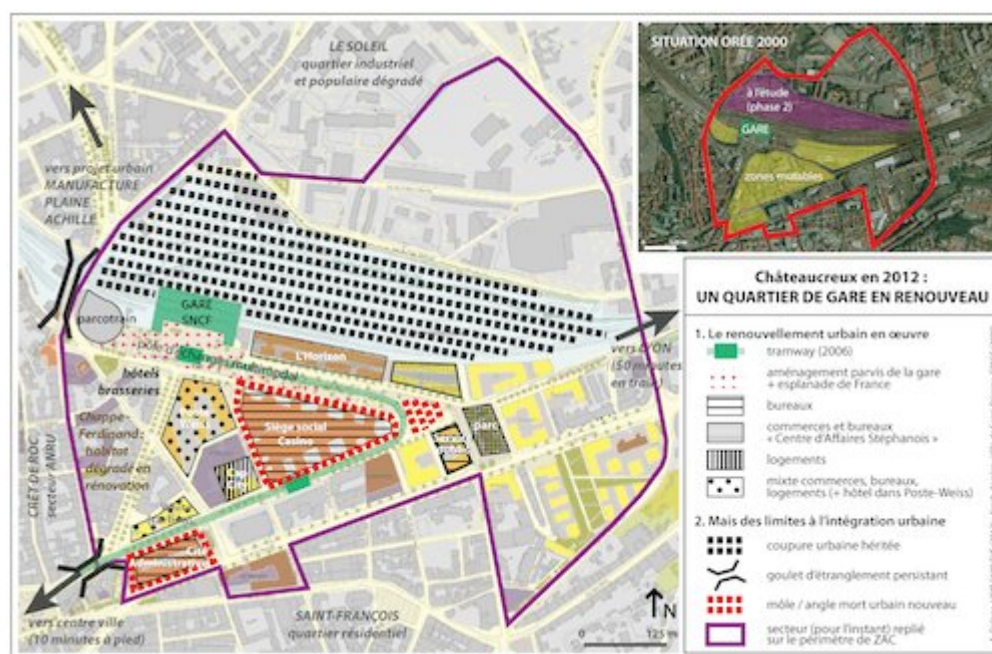 LE SOLEIL
quartier industriel
et populaire dégradé
vers projet urbain
MANUFACTURE
PLAINE
ACHILLE
parcotrain
GARE
SNCF
pôle d'échange multimodal
L'Horizon
hôtels
brasseries
Siège social
Casino
parc
vers LYON
(50 minutes
en train)
Chappe
Ferdinand :
habitat
dégradé en
rénovation
CRÊT-DE-ROC,
secteur ANRU
Cité
Administrative
vers centre ville
(10 minutes à pied)
SAINT-FRANÇOIS
quartier résidentiel
N
0 125 m
SITUATION ORÉE 2000
à l'étude
(phase 2)
GARE
zones mutables
Châteaucreux en 2012 :
UN QUARTIER DE GARE EN RENOUVEAU
1. Le renouvellement urbain en œuvre
tramway (2006)
aménagement parvis de la gare
+ esplanade de France
bureaux
commerces et bureaux
« Centre d'Affaires Stéphanois »
logements
mixte commerces, bureaux,
logements (+ hôtel dans Poste-Weiss)
2. Mais des limites à l'intégration urbaine
coupure urbaine héritée
goulet d'étranglement persistant
môle / angle mort urbain nouveau
secteur (pour l'instant) replié
sur le périmètre de ZAC